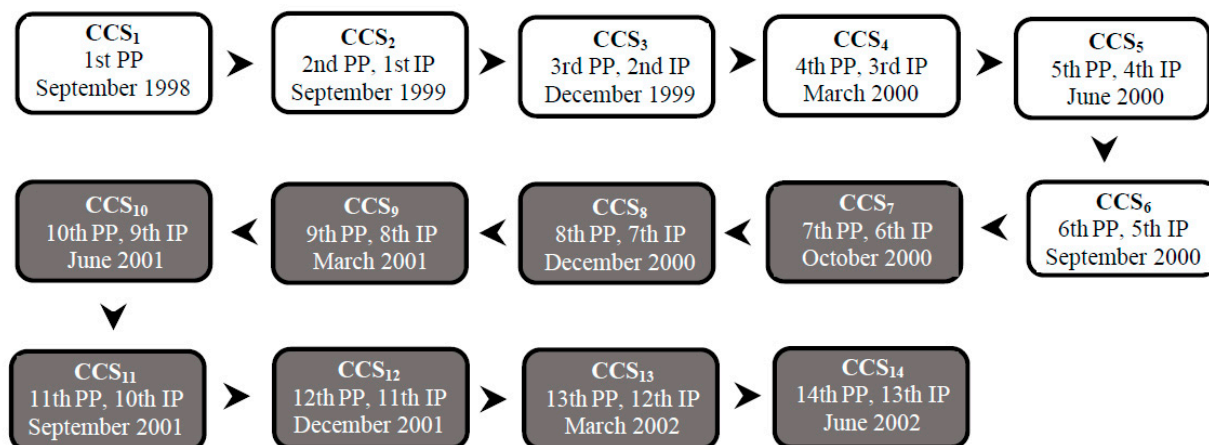 CCS₁
1st PP
September 1998
CCS₂
2nd PP, 1st IP
September 1999
CCS₃
3rd PP, 2nd IP
December 1999
CCS₄
4th PP, 3rd IP
March 2000
CCS₅
5th PP, 4th IP
June 2000
CCS₆
6th PP, 5th IP
September 2000
CCS₇
7th PP, 6th IP
October 2000
CCS₈
8th PP, 7th IP
December 2000
CCS₉
9th PP, 8th IP
March 2001
CCS₁₀
10th PP, 9th IP
June 2001
CCS₁₁
11th PP, 10th IP
September 2001
CCS₁₂
12th PP, 11th IP
December 2001
CCS₁₃
13th PP, 12th IP
March 2002
CCS₁₄
14th PP, 13th IP
June 2002